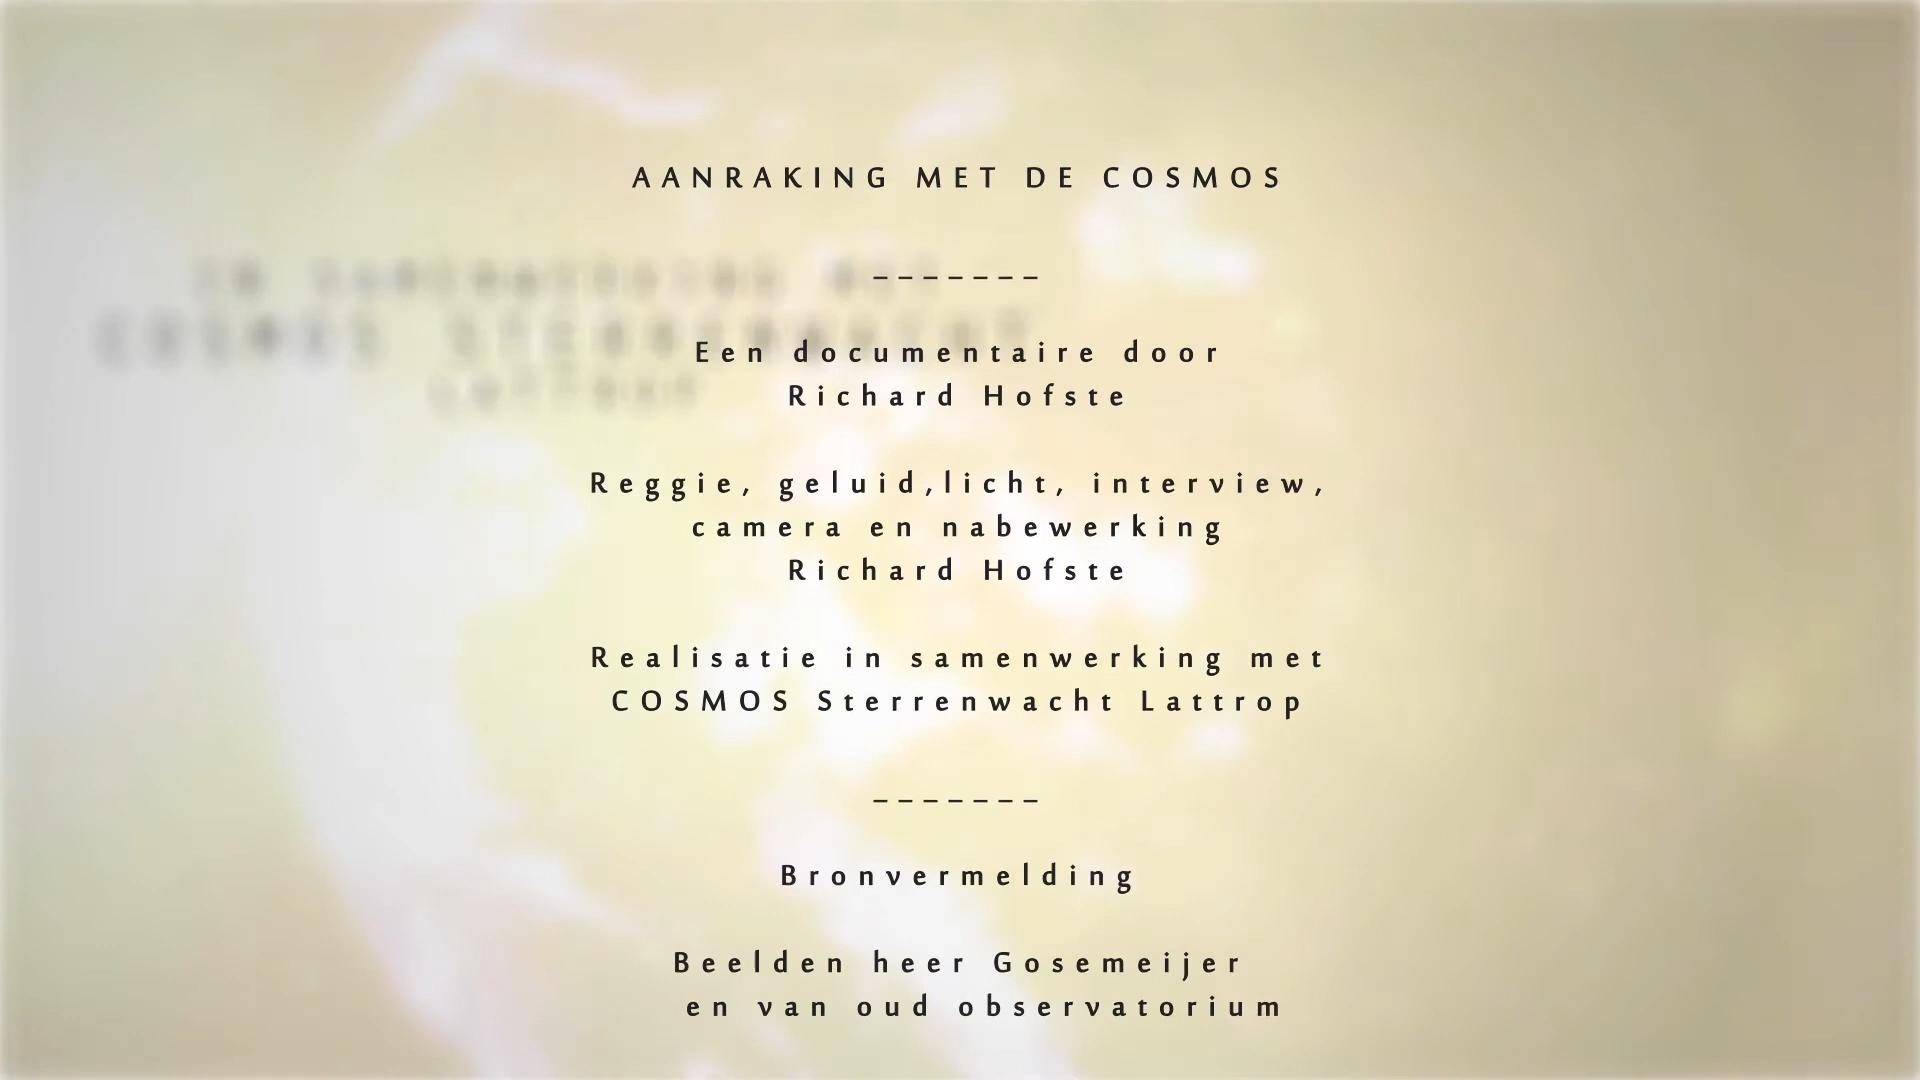 AANRAKING MET DE COSMOS
-------
Een documentaire door
Richard Hofste
Reggie, geluid,licht, interview,
camera en nabewerking
Richard Hofste
Realisatie in samenwerking met
COSMOS Sterrenwacht Lattrop
-------
Bronvermelding
Beelden heer Gosemeijer
en van oud observatorium